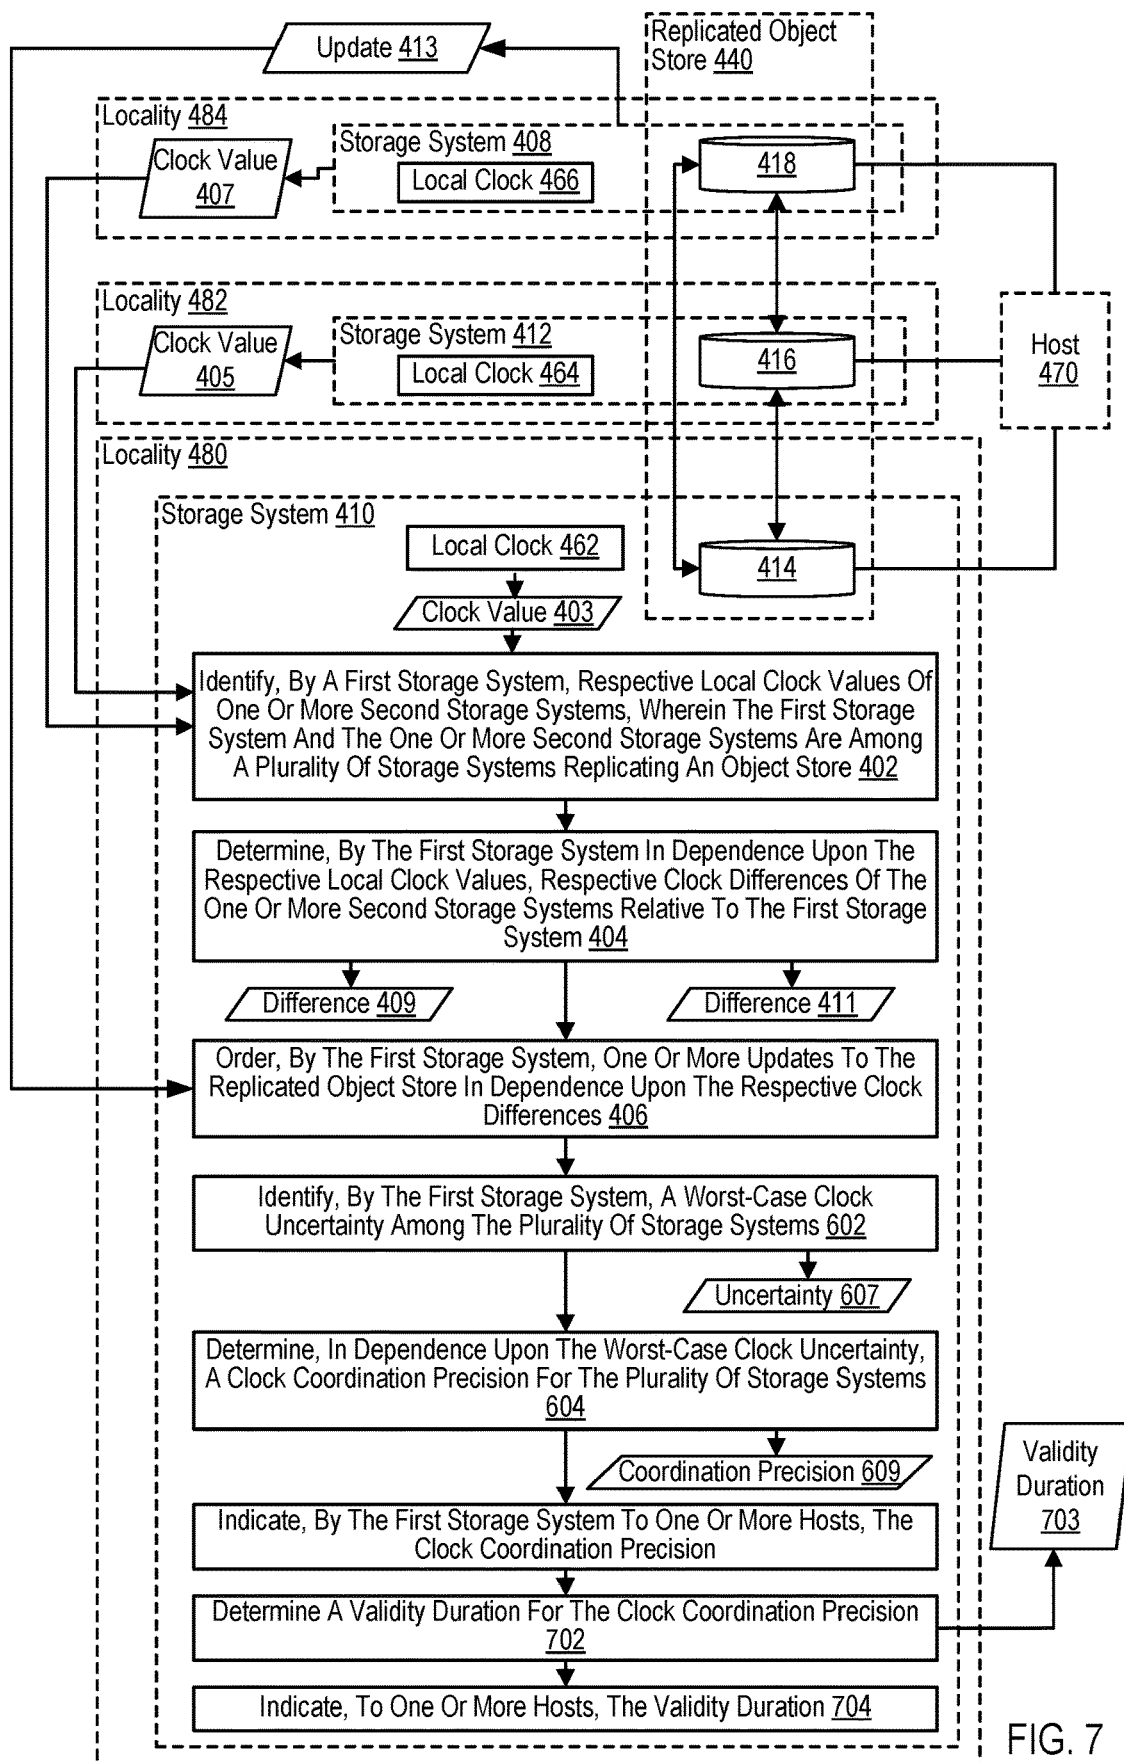 Update 413
Replicated Object
Store 440
Locality 484
Clock Value
407
Storage System 408
Local Clock 466
418
Locality 482
Clock Value
405
Storage System 412
Local Clock 464
416
Host
470
Locality 480
Storage System 410
Local Clock 462
414
Clock Value 403
Identify, By A First Storage System, Respective Local Clock Values Of
One Or More Second Storage Systems, Wherein The First Storage
System And The One Or More Second Storage Systems Are Among
A Plurality Of Storage Systems Replicating An Object Store 402
Determine, By The First Storage System In Dependence Upon The
Respective Local Clock Values, Respective Clock Differences Of The
One Or More Second Storage Systems Relative To The First Storage
System 404
Difference 409
Difference 411
Order, By The First Storage System, One Or More Updates To The
Replicated Object Store In Dependence Upon The Respective Clock
Differences 406
Identify, By The First Storage System, A Worst-Case Clock
Uncertainty Among The Plurality Of Storage Systems 602
Uncertainty 607
Determine, In Dependence Upon The Worst-Case Clock Uncertainty,
A Clock Coordination Precision For The Plurality Of Storage Systems
604
Coordination Precision 609
Validity
Duration
703
Indicate, By The First Storage System To One Or More Hosts, The
Clock Coordination Precision
Determine A Validity Duration For The Clock Coordination Precision
702
Indicate, To One Or More Hosts, The Validity Duration 704
FIG. 7